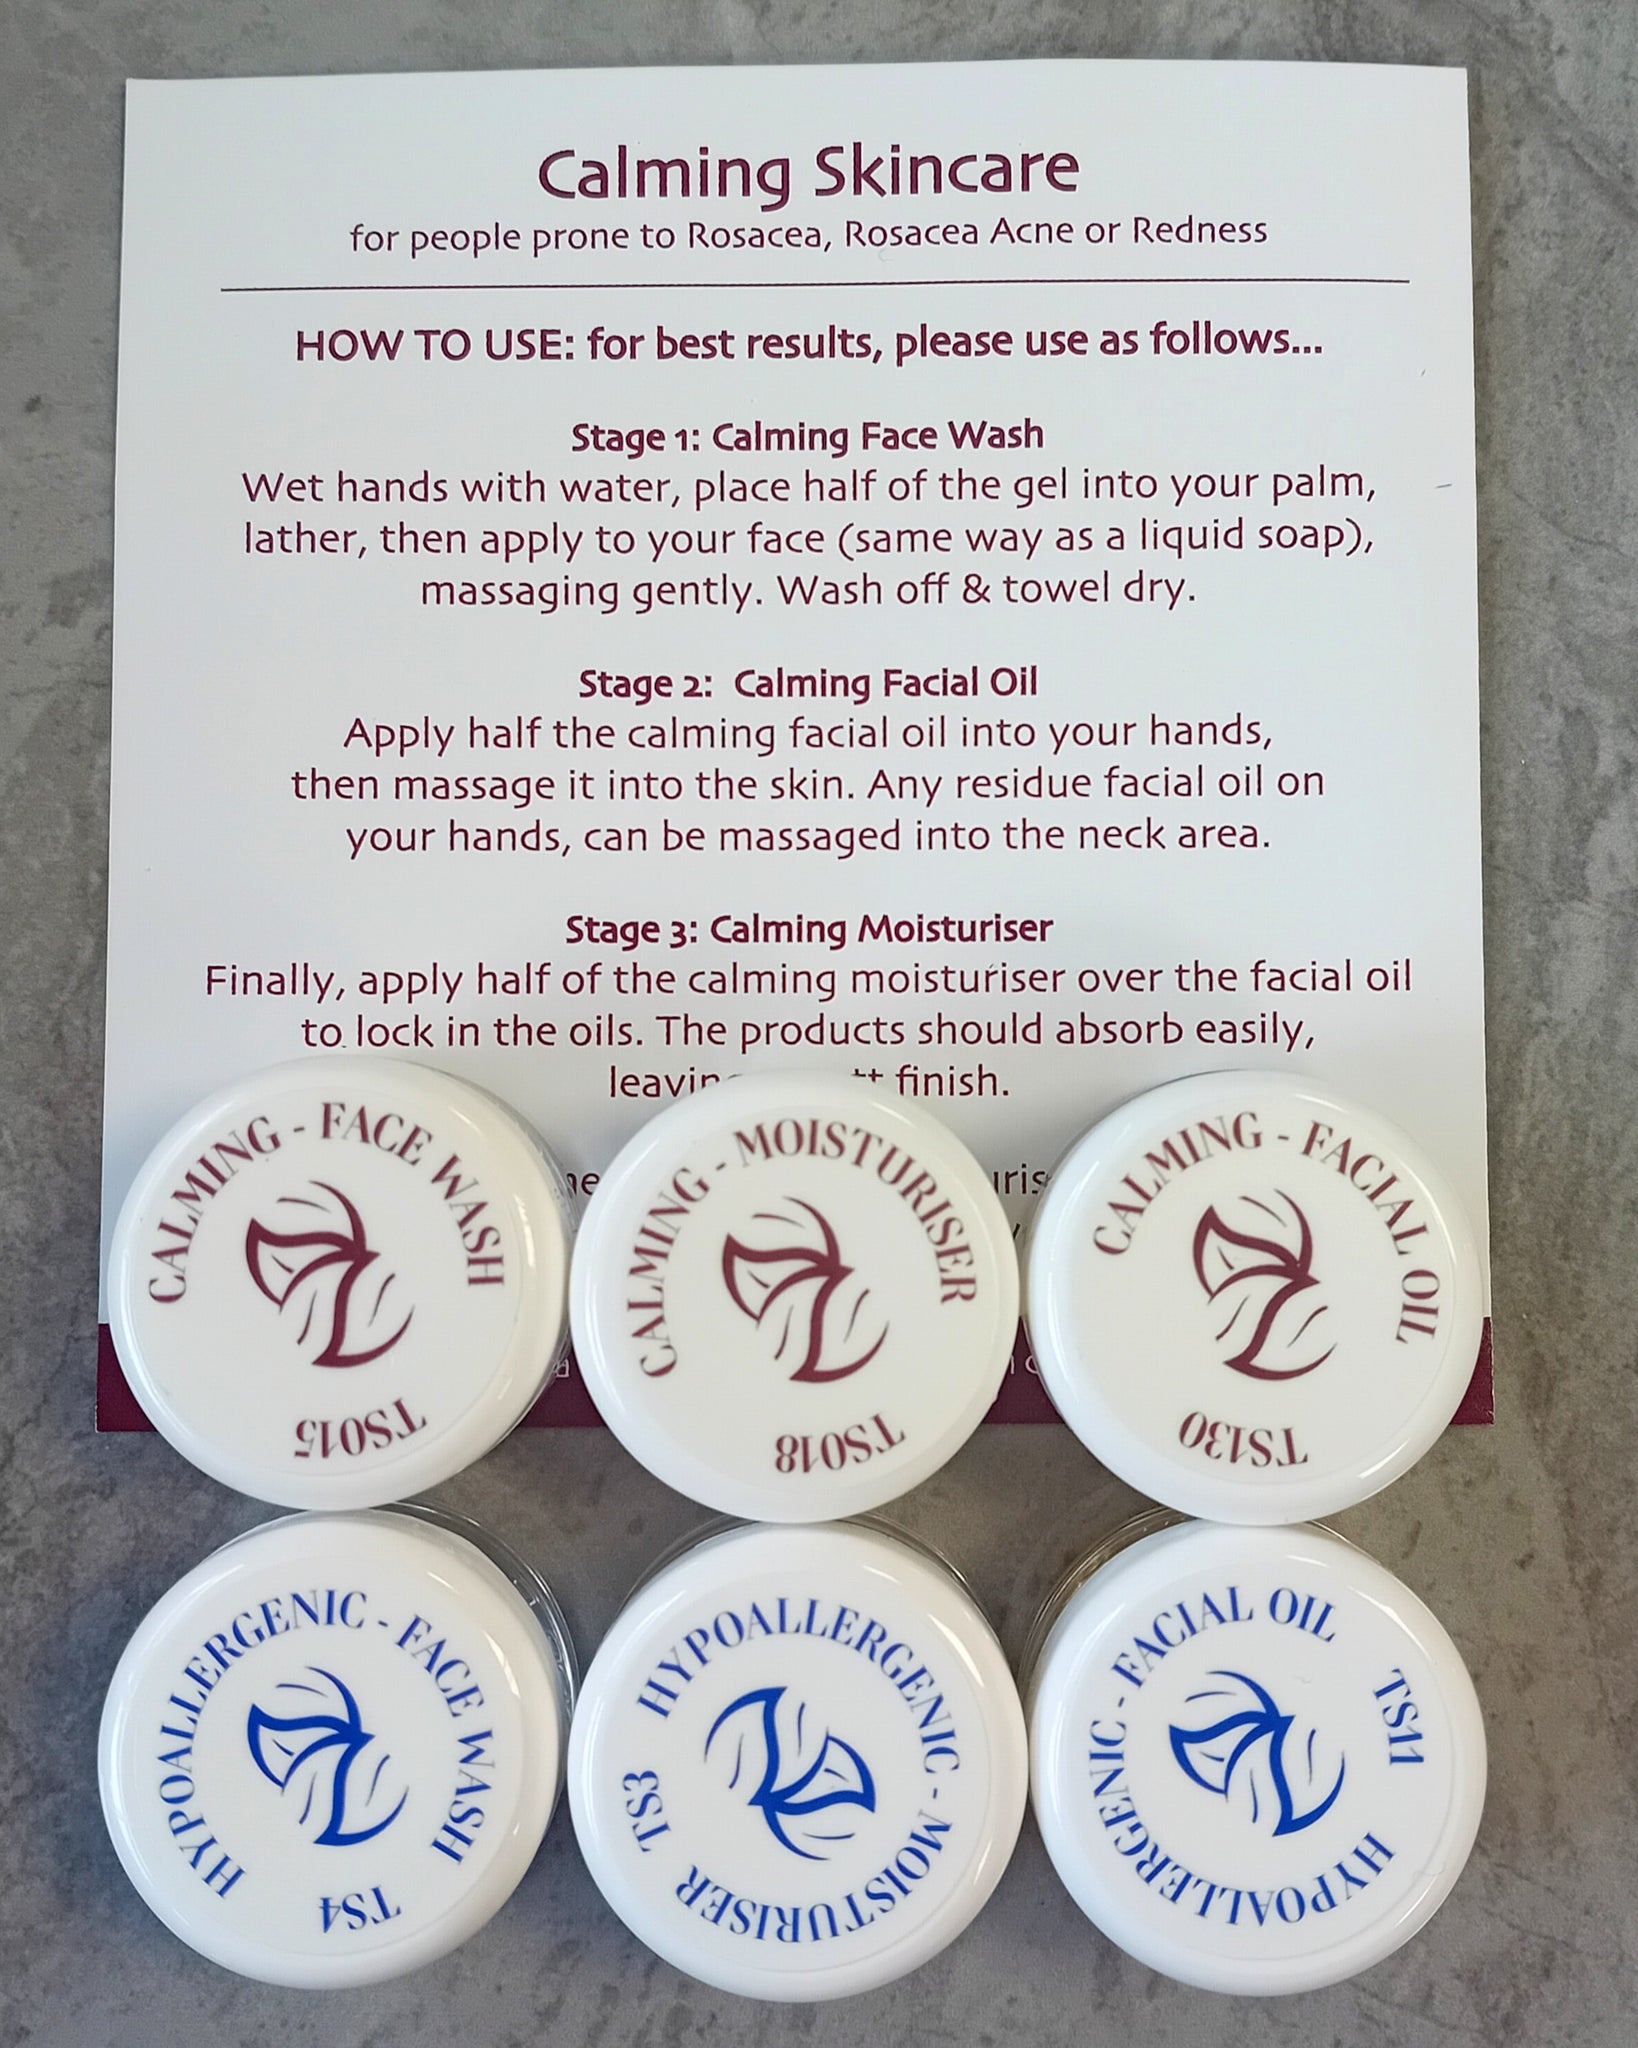 Calming Skincare
for people prone to Rosacea, Rosacea Acne or Redness
HOW TO USE: for best results, please use as follows...
Stage 1: Calming Face Wash
Wet hands with water, place half of the gel into your palm,
lather, then apply to your face (same way as a liquid soap),
massaging gently. Wash off & towel dry.
Stage 2: Calming Facial Oil
Apply half the calming facial oil into your hands,
then massage it into the skin. Any residue facial oil on
your hands, can be massaged into the neck area.
Stage 3: Calming Moisturiser
Finally, apply half of the calming moisturiser over the facial oil
to lock in the oils. The products should absorb easily,
finish.
CALMING - FACE WASH
TS015
CALMING - MOISTURISER
TS018
CALMING - FACIAL OIL
TS130
HYPOALLERGENIC - FACE WASH
TS4
HYPOALLERGENIC - MOISTURISER
TS3
HYPOALLERGENIC - FACIAL OIL
TS11